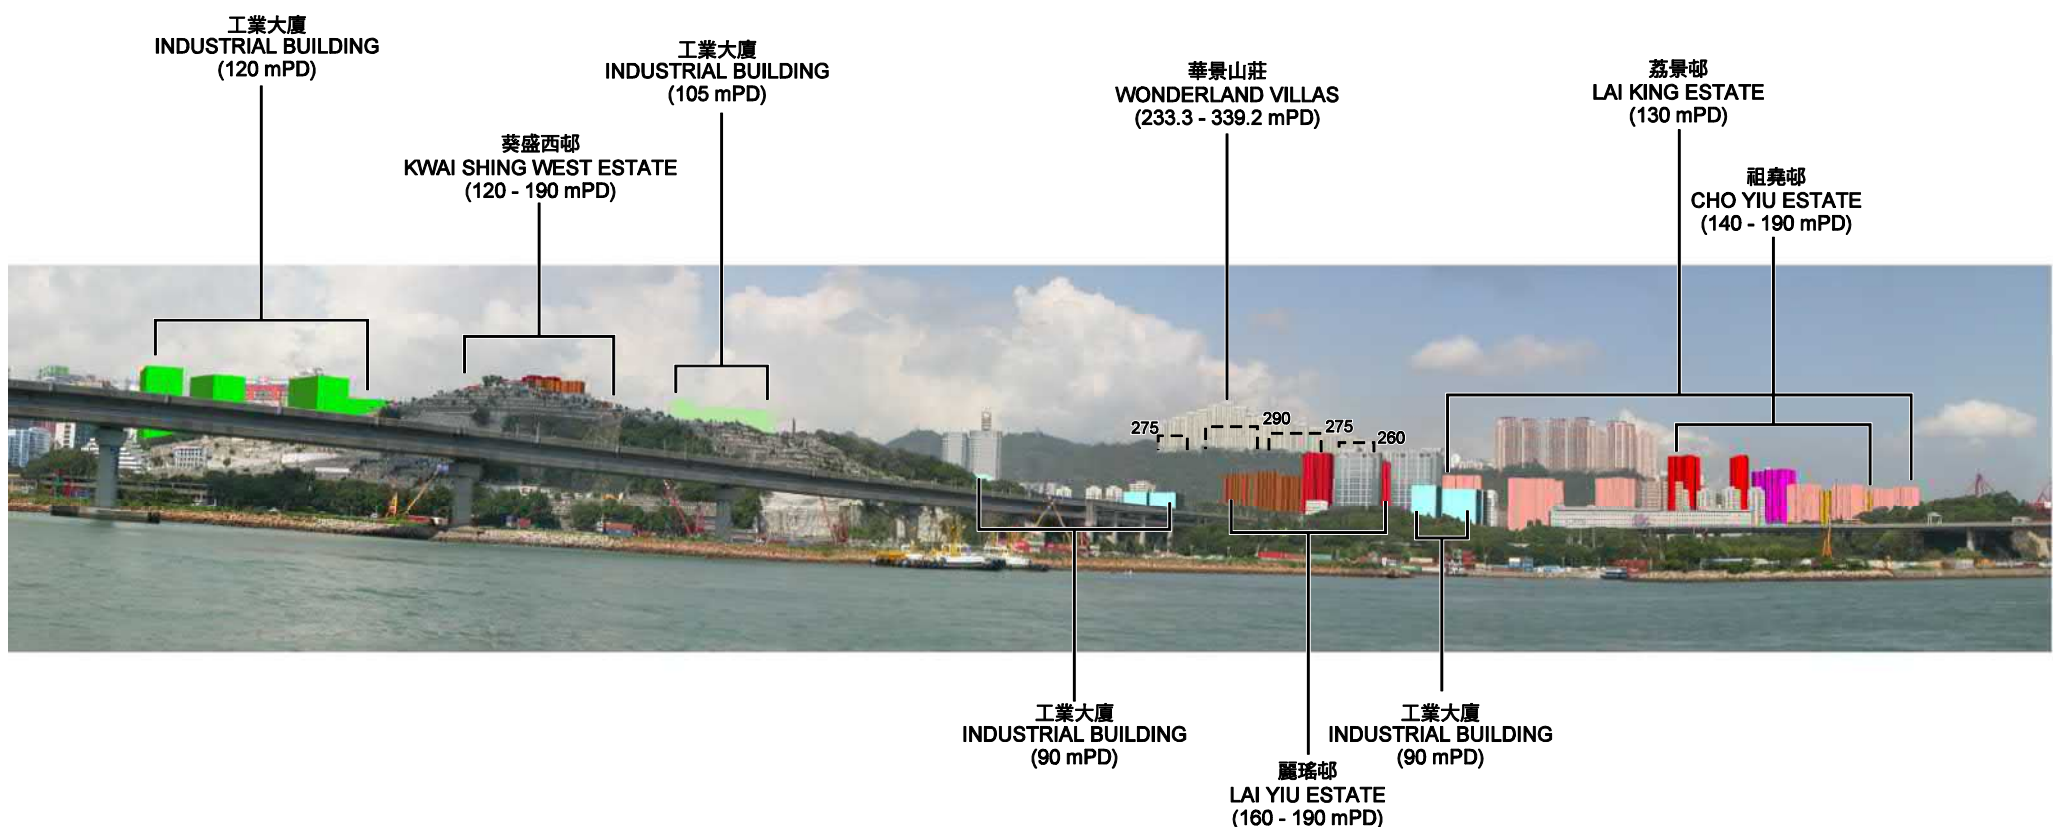 工業大廈
INDUSTRIAL BUILDING
(120 mPD)
葵盛西邨
KWAI SHING WEST ESTATE
(120 - 190 mPD)
工業大廈
INDUSTRIAL BUILDING
(105 mPD)
華景山莊
WONDERLAND VILLAS
(233.3 - 339.2 mPD)
荔景邨
LAI KING ESTATE
(130 mPD)
祖堯邨
CHO YIU ESTATE
(140 - 190 mPD)
275
290
275
260
工業大廈
INDUSTRIAL BUILDING
(90 mPD)
麗瑤邨
LAI YIU ESTATE
(160 - 190 mPD)
工業大廈
INDUSTRIAL BUILDING
(90 mPD)